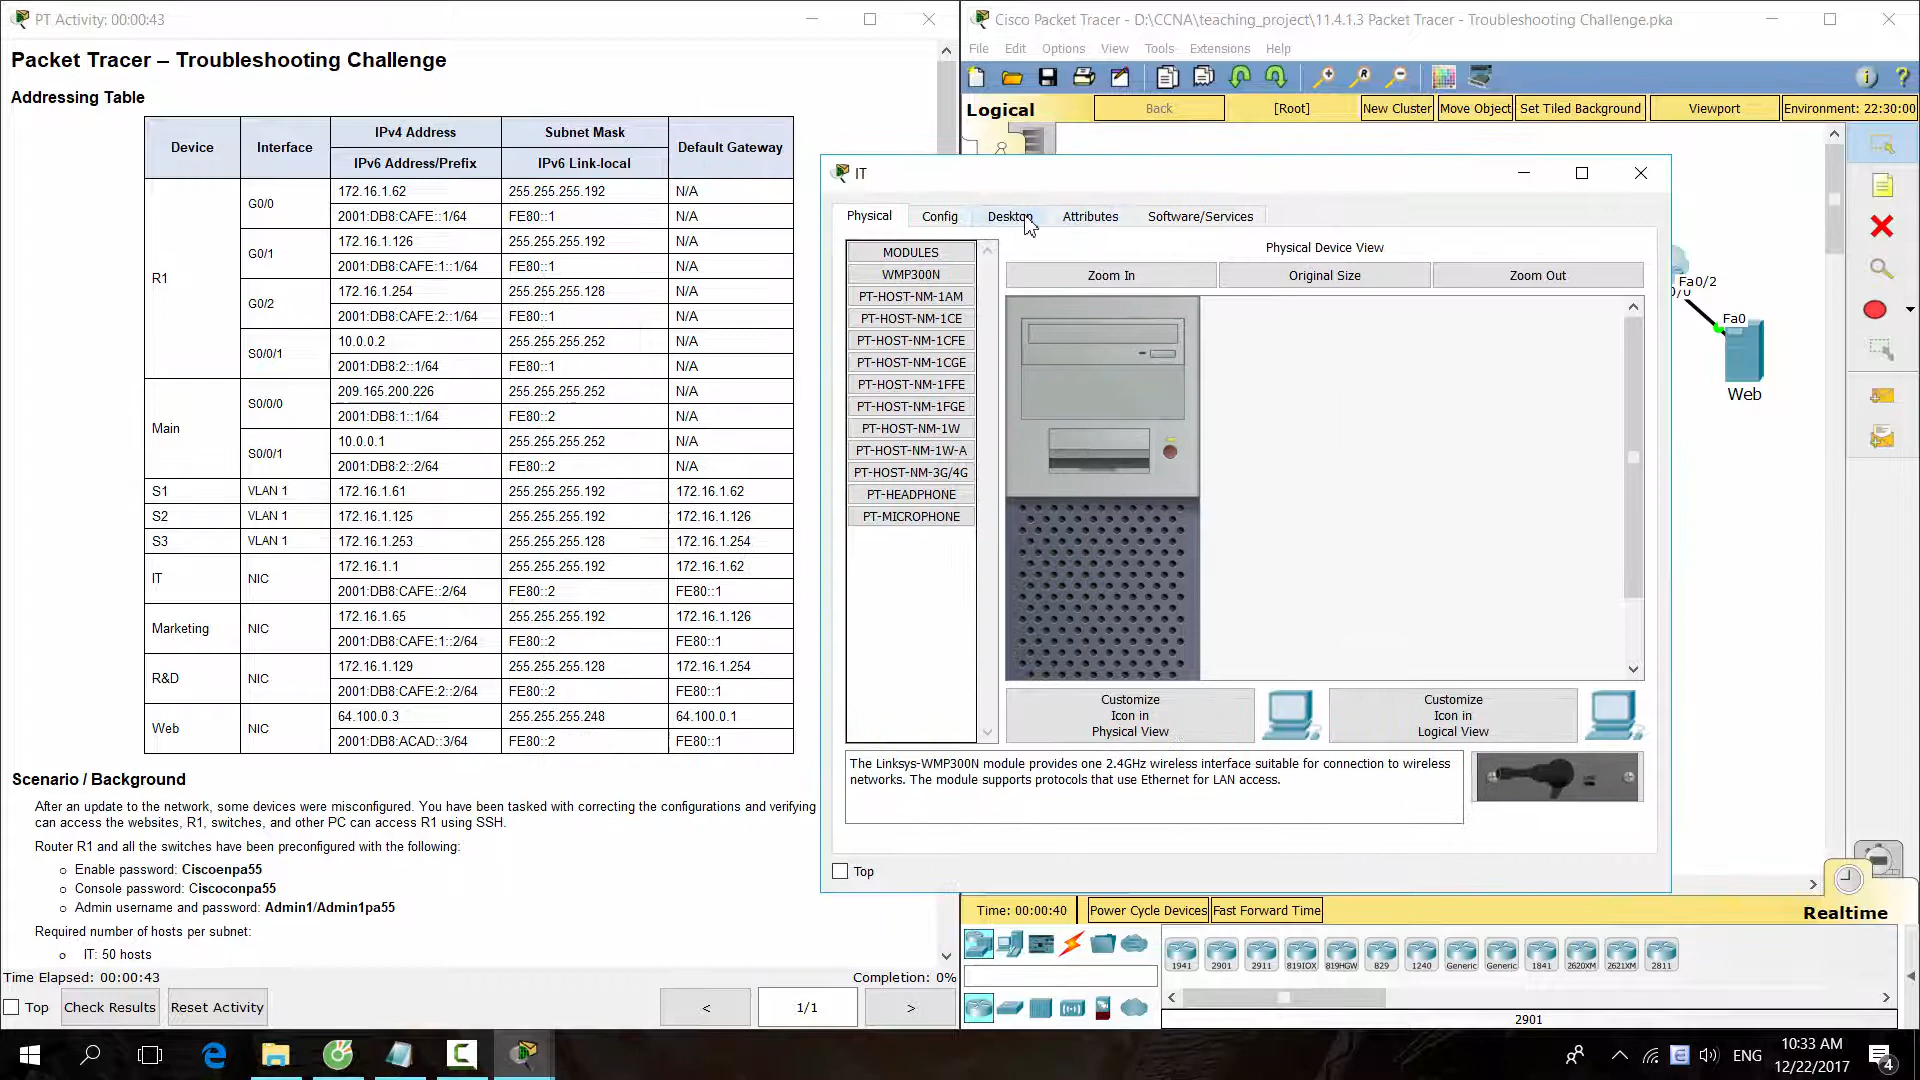 PT Activity: 00:00:43
Packet Tracer – Troubleshooting Challenge
Addressing Table
Device Interface IPv4 Address Subnet Mask Default Gateway
IPv6 Address/Prefix IPv6 Link-local
R1 G0/0 172.16.1.62 255.255.255.192 N/A
2001:DB8:CAFE::1/64 FE80::1 N/A
G0/1 172.16.1.126 255.255.255.192 N/A
2001:DB8:CAFE:1::1/64 FE80::1 N/A
G0/2 172.16.1.254 255.255.255.128 N/A
2001:DB8:CAFE:2::1/64 FE80::1 N/A
S0/0/1 10.0.0.2 255.255.255.252 N/A
2001:DB8:2::1/64 FE80::1 N/A
Main S0/0/0 209.165.200.226 255.255.255.252 N/A
2001:DB8:1::1/64 FE80::2 N/A
S0/0/1 10.0.0.1 255.255.255.252 N/A
2001:DB8:2::2/64 FE80::2 N/A
S1 VLAN 1 172.16.1.61 255.255.255.192 172.16.1.62
S2 VLAN 1 172.16.1.125 255.255.255.192 172.16.1.126
S3 VLAN 1 172.16.1.253 255.255.255.128 172.16.1.254
IT NIC 172.16.1.1 255.255.255.192 172.16.1.62
2001:DB8:CAFE::2/64 FE80::2 FE80::1
Marketing NIC 172.16.1.65 255.255.255.192 172.16.1.126
2001:DB8:CAFE:1::2/64 FE80::2 FE80::1
R&D NIC 172.16.1.129 255.255.255.128 172.16.1.254
2001:DB8:CAFE:2::2/64 FE80::2 FE80::1
Web NIC 64.100.0.3 255.255.255.248 64.100.0.1
2001:DB8:ACAD::3/64 FE80::2 FE80::1
Scenario / Background
After an update to the network, some devices were misconfigured. You have been tasked with correcting the configurations and verifying
can access the websites, R1, switches, and other PC can access R1 using SSH.
Router R1 and all the switches have been preconfigured with the following:
o Enable password: Ciscoenpa55
o Console password: Ciscoconpa55
o Admin username and password: Admin1/Admin1pa55
Required number of hosts per subnet:
o IT: 50 hosts
Time Elapsed: 00:00:43 Completion: 0%
Top Check Results Reset Activity < 1/1 >
Cisco Packet Tracer - D:\CCNA\teaching_project\11.4.1.3 Packet Tracer - Troubleshooting Challenge.pka
File Edit Options View Tools Extensions Help
Logical Back [Root] New Cluster Move Object Set Tiled Background Viewport Environment: 22:30:00
IT
Physical Config Desktop Attributes Software/Services
MODULES
WMP300N
PT-HOST-NM-1AM
PT-HOST-NM-1CE
PT-HOST-NM-1CFE
PT-HOST-NM-1CGE
PT-HOST-NM-1FFE
PT-HOST-NM-1FGE
PT-HOST-NM-1W
PT-HOST-NM-1W-A
PT-HOST-NM-3G/4G
PT-HEADPHONE
PT-MICROPHONE
Physical Device View
Zoom In Original Size Zoom Out
Customize
Icon in
Physical View
Customize
Icon in
Logical View
The Linksys-WMP300N module provides one 2.4GHz wireless interface suitable for connection to wireless
networks. The module supports protocols that use Ethernet for LAN access.
Top
Fa0/2
Fa0
Web
Time: 00:00:40 Power Cycle Devices Fast Forward Time
Realtime
1941 2901 2911 819IOX 819HGW 829 1240 Generic Generic 1841 2620XM 2621XM 2811
2901
ENG
10:33 AM
12/22/2017
4